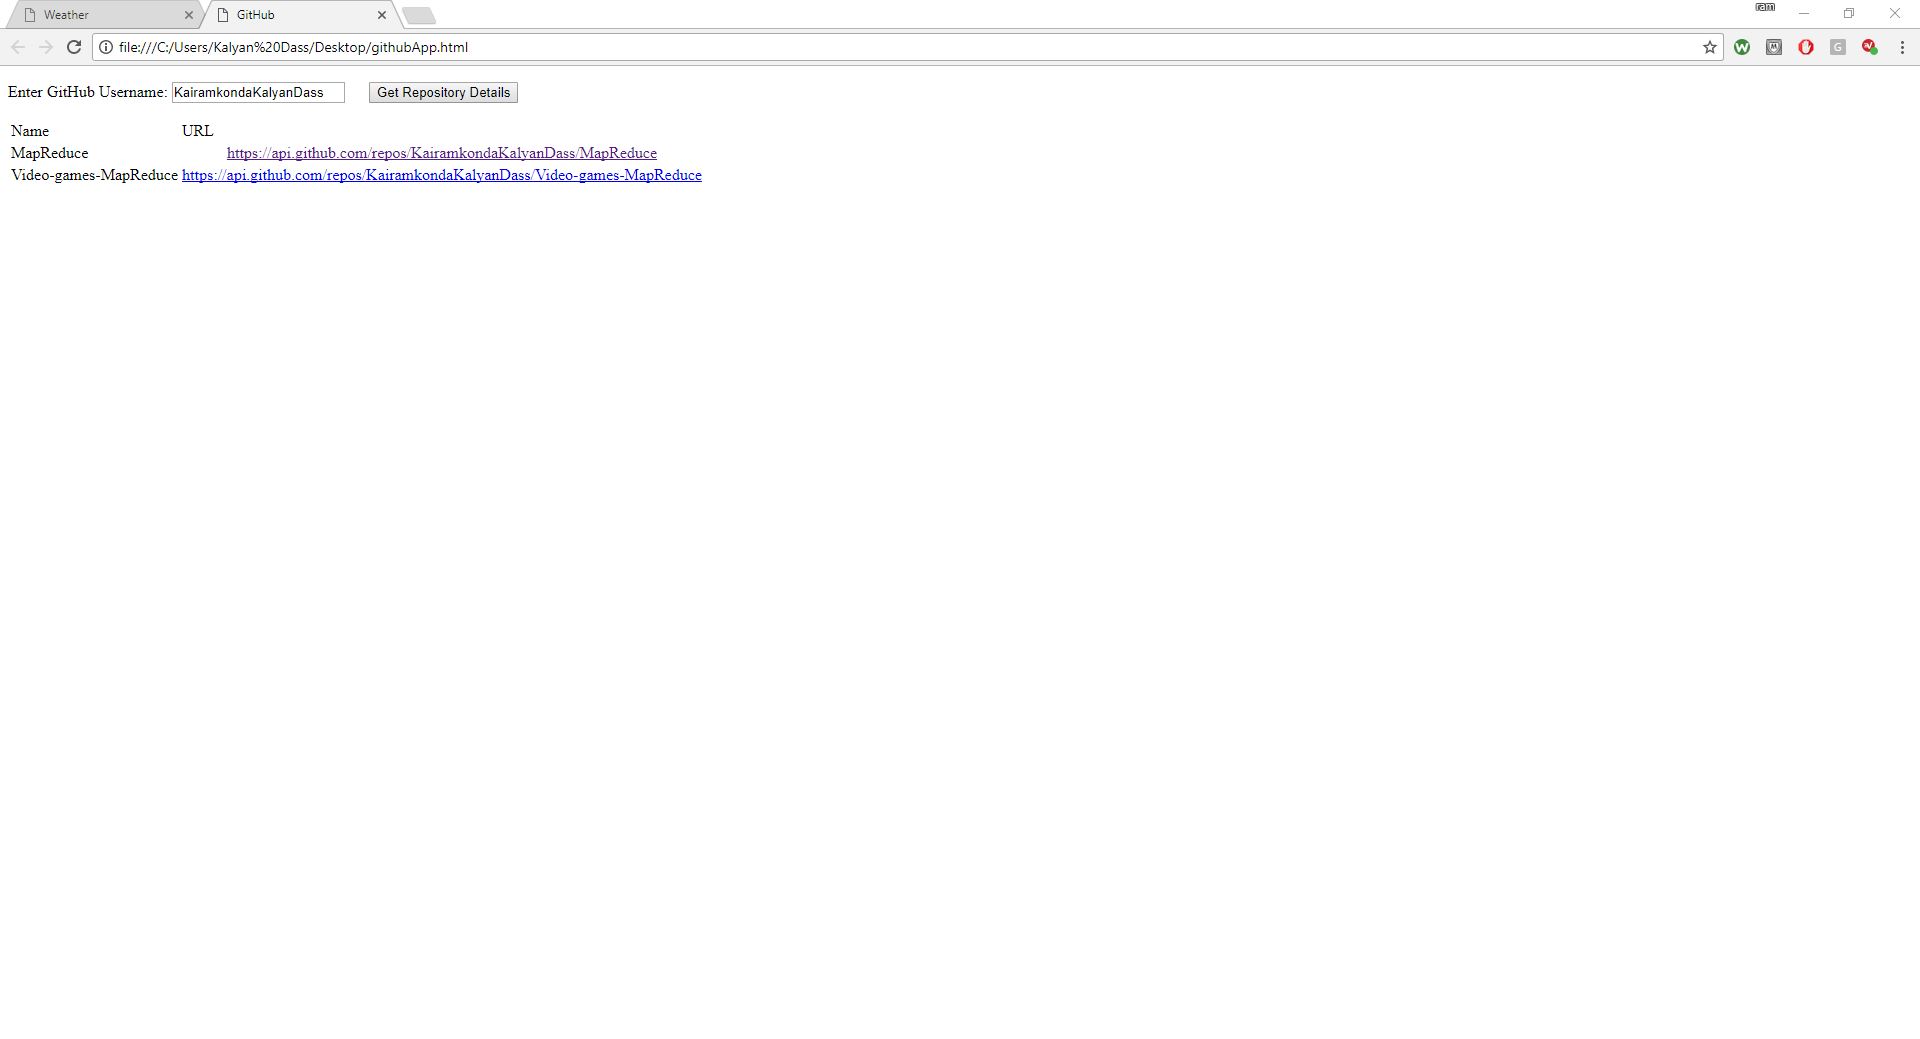 Weather GitHub
ram
file:///C:/Users/Kalyan%20Dass/Desktop/githubApp.html
Enter GitHub Username: KairamkondaKalyanDass Get Repository Details
Name URL
MapReduce https://api.github.com/repos/KairamkondaKalyanDass/MapReduce
Video-games-MapReduce https://api.github.com/repos/KairamkondaKalyanDass/Video-games-MapReduce